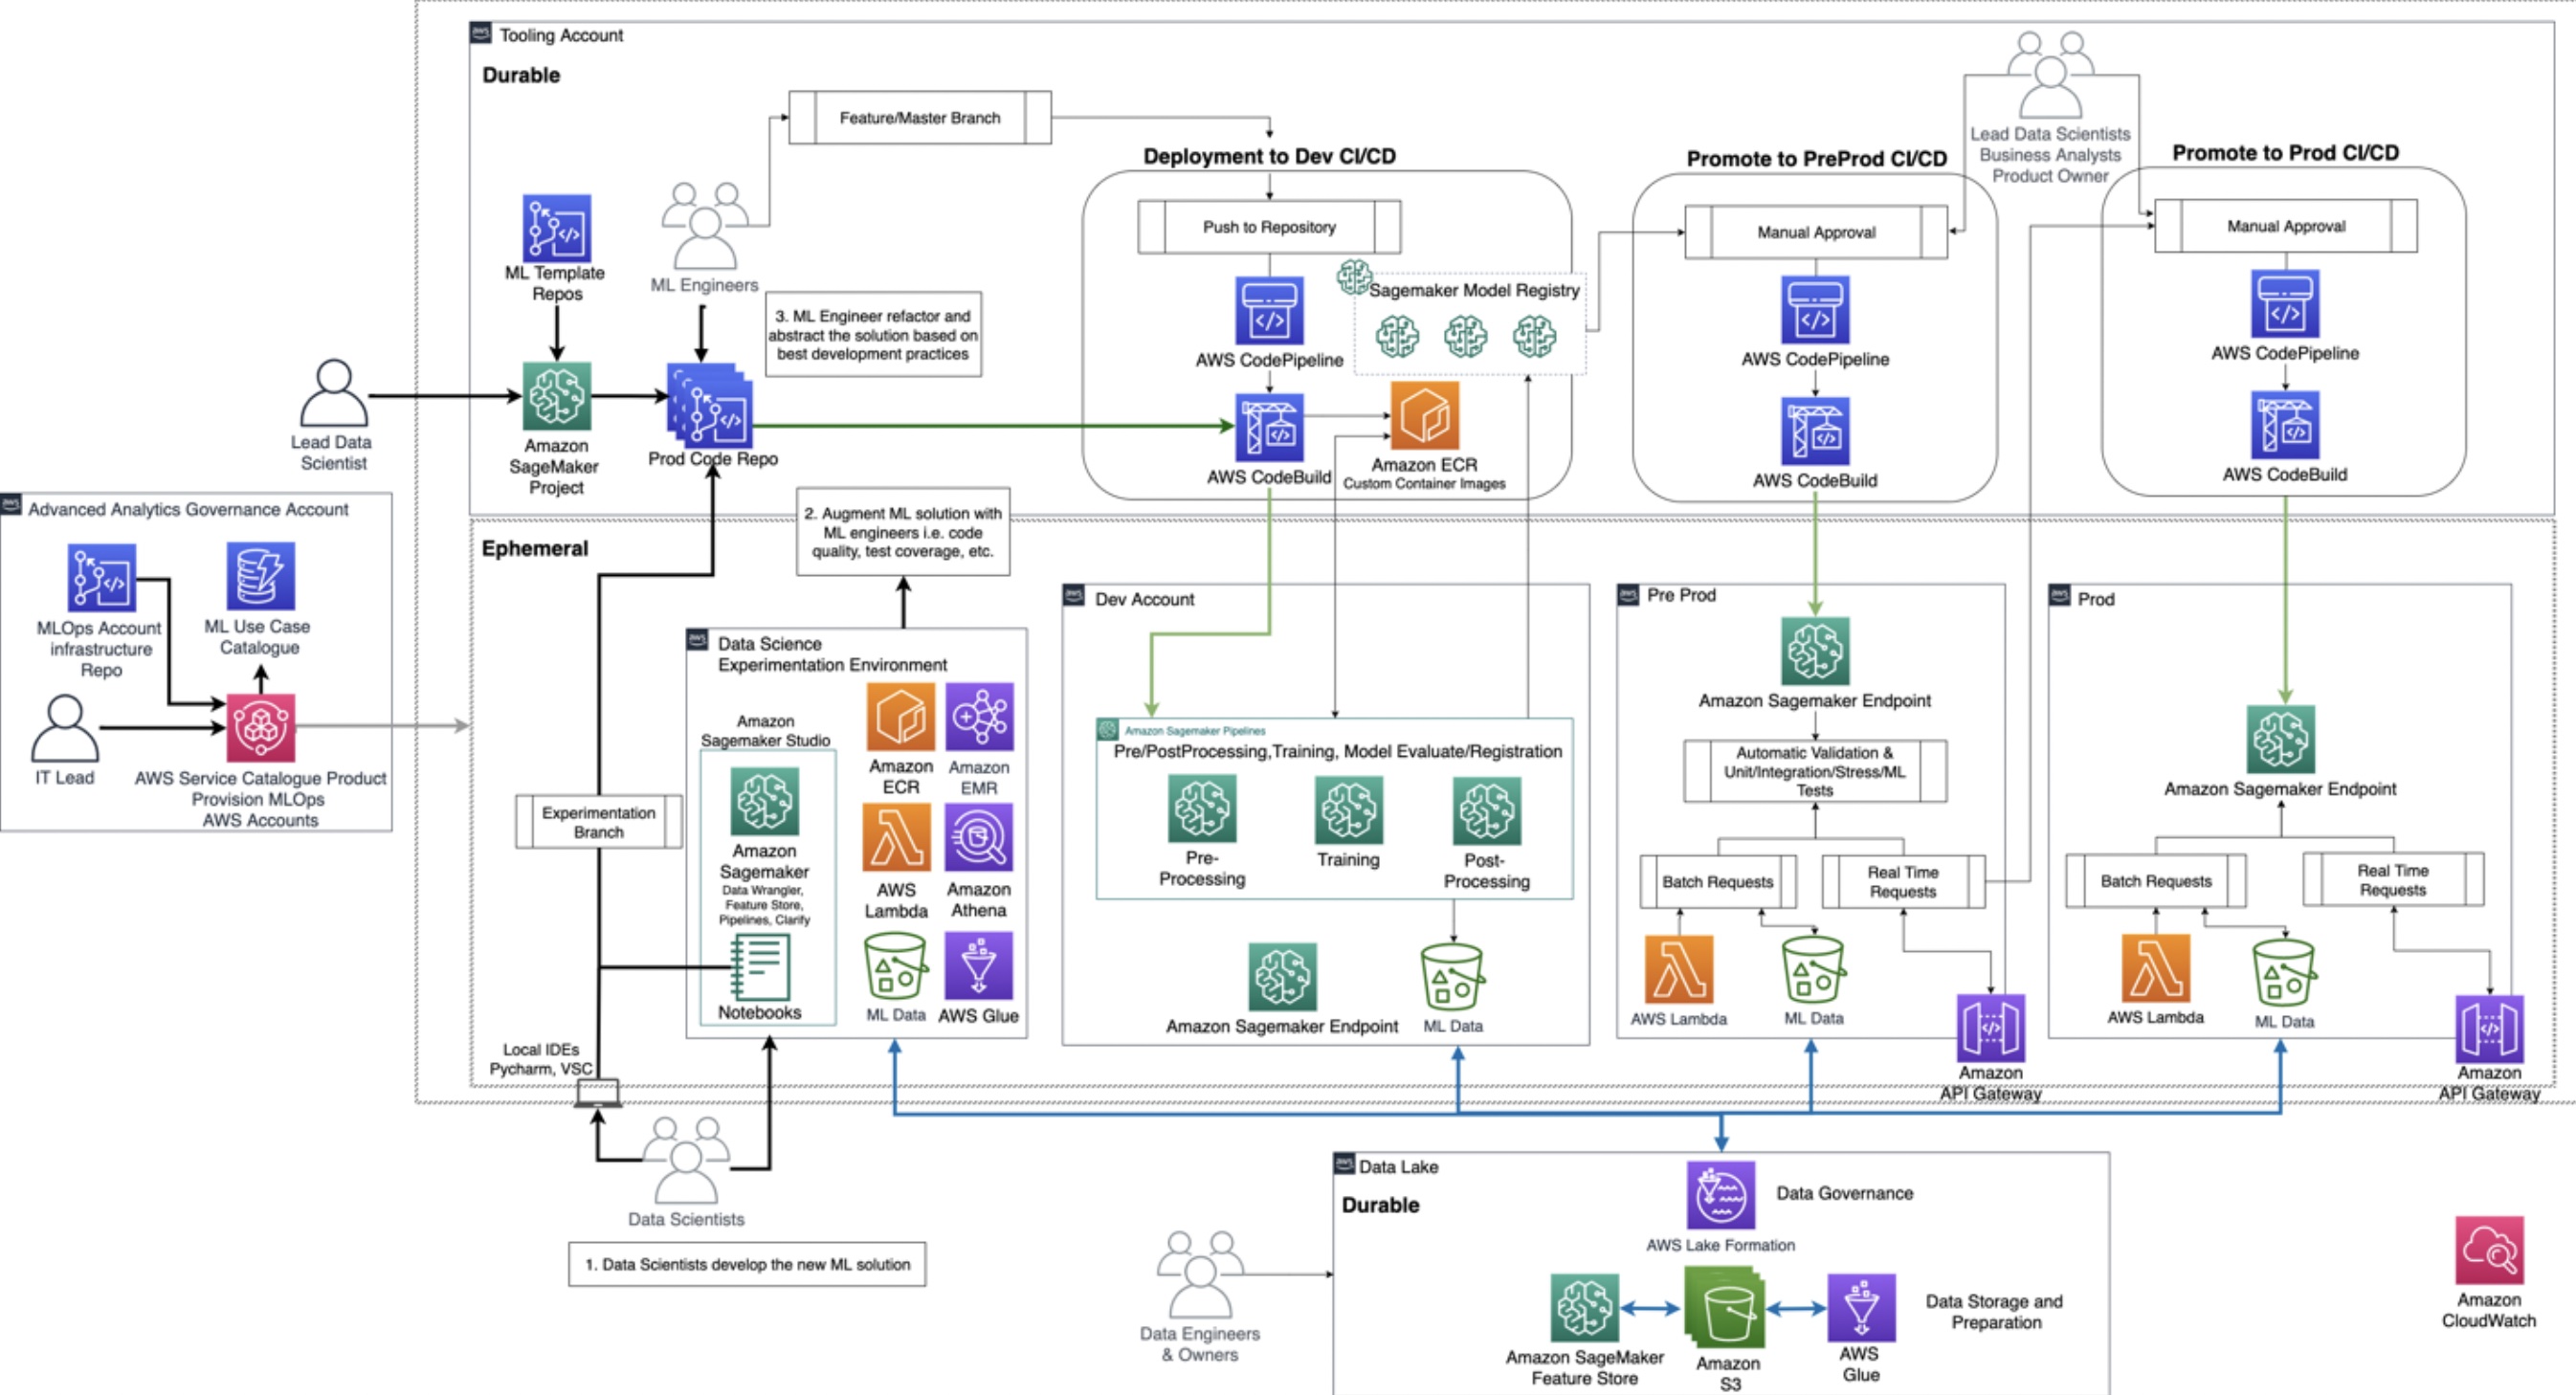 Tooling Account
Durable
Feature/Master Branch
ML Template
Repos
ML Engineers
3. ML Engineer refactor and
abstract the solution based on
best development practices
Lead Data
Scientist
Amazon
SageMaker
Project
Prod Code Repo
Deployment to Dev CI/CD
Push to Repository
AWS CodePipeline
Sagemaker Model Registry
AWS CodeBuild
Amazon ECR
Custom Container Images
Promote to PreProd CI/CD
Manual Approval
AWS CodePipeline
AWS CodeBuild
Lead Data Scientists
Business Analysts
Product Owner
Promote to Prod CI/CD
Manual Approval
AWS CodePipeline
AWS CodeBuild
Advanced Analytics Governance Account
MLOps Account
infrastructure
Repo
ML Use Case
Catalogue
IT Lead
AWS Service Catalogue Product
Provision MLOps
AWS Accounts
Ephemeral
2. Augment ML solution with
ML engineers i.e. code
quality, test coverage, etc.
Experimentation
Branch
Local IDEs
Pycharm, VSC
Data Science
Experimentation Environment
Amazon
Sagemaker Studio
Amazon
Sagemaker
Data Wrangler,
Feature Store,
Pipelines, Clarify
Notebooks
Amazon
ECR
Amazon
EMR
AWS
Lambda
Amazon
Athena
ML Data
AWS Glue
Dev Account
Amazon Sagemaker Pipelines
Pre/PostProcessing,Training, Model Evaluate/Registration
Pre-
Processing
Training
Post-
Processing
Amazon Sagemaker Endpoint
ML Data
Pre Prod
Amazon Sagemaker Endpoint
Automatic Validation &
Unit/Integration/Stress/ML
Tests
Batch Requests
Real Time
Requests
AWS Lambda
ML Data
Amazon
API Gateway
Prod
Amazon Sagemaker Endpoint
Batch Requests
Real Time
Requests
AWS Lambda
ML Data
Amazon
API Gateway
Data Scientists
1. Data Scientists develop the new ML solution
Data Engineers
& Owners
Data Lake
Durable
Data Governance
AWS Lake Formation
Amazon SageMaker
Feature Store
Amazon
S3
AWS
Glue
Data Storage and
Preparation
Amazon
CloudWatch